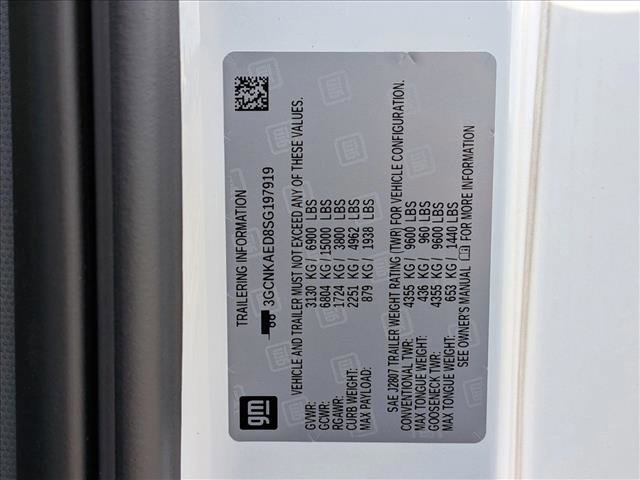 TRAILERING INFORMATION
3GCNKAED8SG197919
VEHICLE AND TRAILER MUST NOT EXCEED ANY OF THESE VALUES.
GVWR: 3130 KG/ 6900 LBS
GCWR: 6804 KG/ 15000 LBS
RGAWR: 1724 KG/ 3800 LBS
CURB WEIGHT: 2251 KG/ 4962 LBS
MAX PAYLOAD: 879 KG/ 1938 LBS
SAE J2807 TRAILER WEIGHT RATING (TWR) FOR VEHICLE CONFIGURATION.
CONVENTIONAL TWR: 4355 KG/ 9600 LBS
MAX TONGUE WEIGHT: 436 KG/ 960 LBS
GOOSENECK TWR: 4355 KG/ 9600 LBS
MAX TONGUE WEIGHT: 653 KG/ 1440 LBS
SEE OWNER'S MANUAL FOR MORE INFORMATION
gm